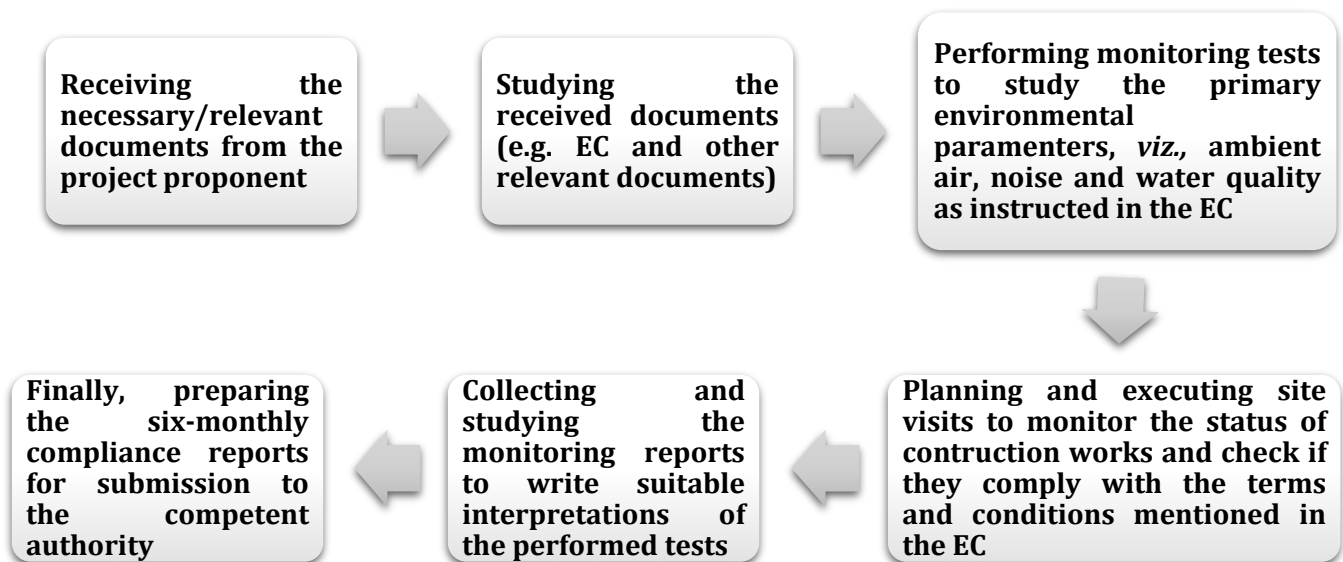 Receiving the
necessary/relevant
documents from the
project proponent
Studying the
received documents
(e.g. EC and other
relevant documents)
Performing monitoring tests
to study the primary
environmental
paramenters, viz., ambient
air, noise and water quality
as instructed in the EC
Planning and executing site
visits to monitor the status of
contruction works and check if
they comply with the terms
and conditions mentioned in
the EC
Collecting and
studying the
monitoring reports
to write suitable
interpretations of
the performed tests
Finally, preparing
the six-monthly
compliance reports
for submission to
the competent
authority